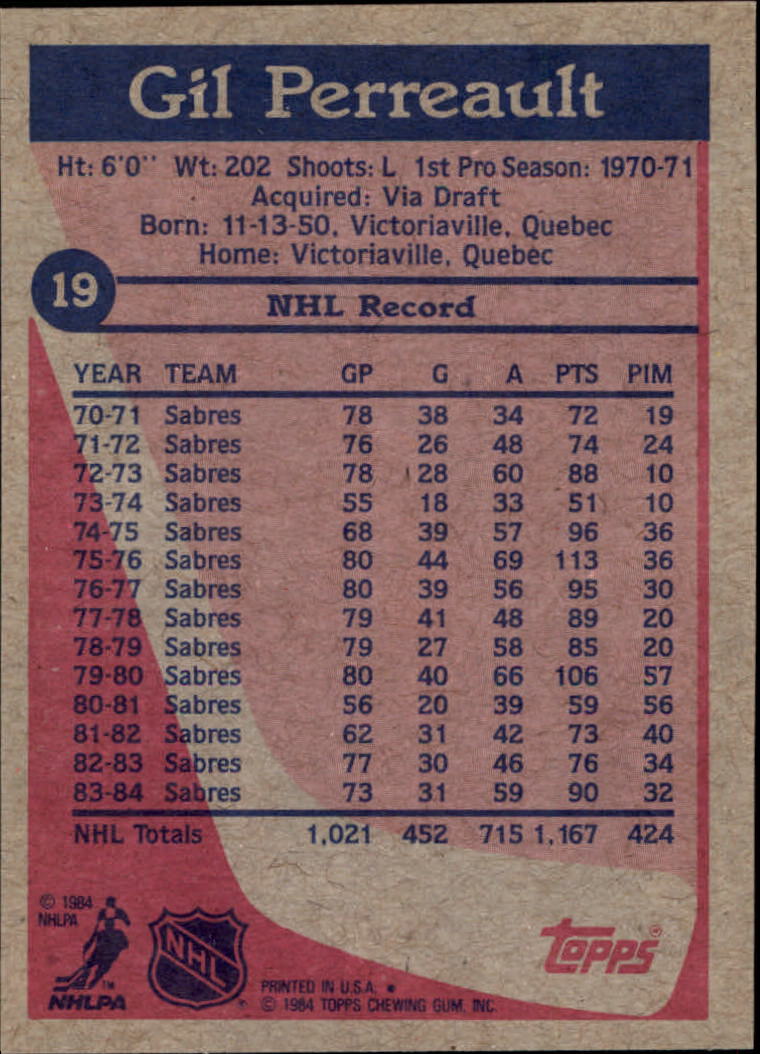 Gil Perreault
Ht: 6'0'' Wt: 202 Shoots: L 1st Pro Season: 1970-71
Acquired: Via Draft
Born: 11-13-50, Victoriaville, Quebec
Home: Victoriaville, Quebec
19
NHL Record
YEAR TEAM GP G A PTS PIM
70-71 Sabres 78 38 34 72 19
71-72 Sabres 76 26 48 74 24
72-73 Sabres 78 28 60 88 10
73-74 Sabres 55 18 33 51 10
74-75 Sabres 68 39 57 96 36
75-76 Sabres 80 44 69 113 36
76-77 Sabres 80 39 56 95 30
77-78 Sabres 79 41 48 89 20
78-79 Sabres 79 27 58 85 20
79-80 Sabres 80 40 66 106 57
80-81 Sabres 56 20 39 59 56
81-82 Sabres 62 31 42 73 40
82-83 Sabres 77 30 46 76 34
83-84 Sabres 73 31 59 90 32
NHL Totals 1,021 452 715 1,167 424
© 1984
NHLPA
TM
NHLPA
NHL
®
topps®
PRINTED IN U.S.A.
© 1984 TOPPS CHEWING GUM, INC.